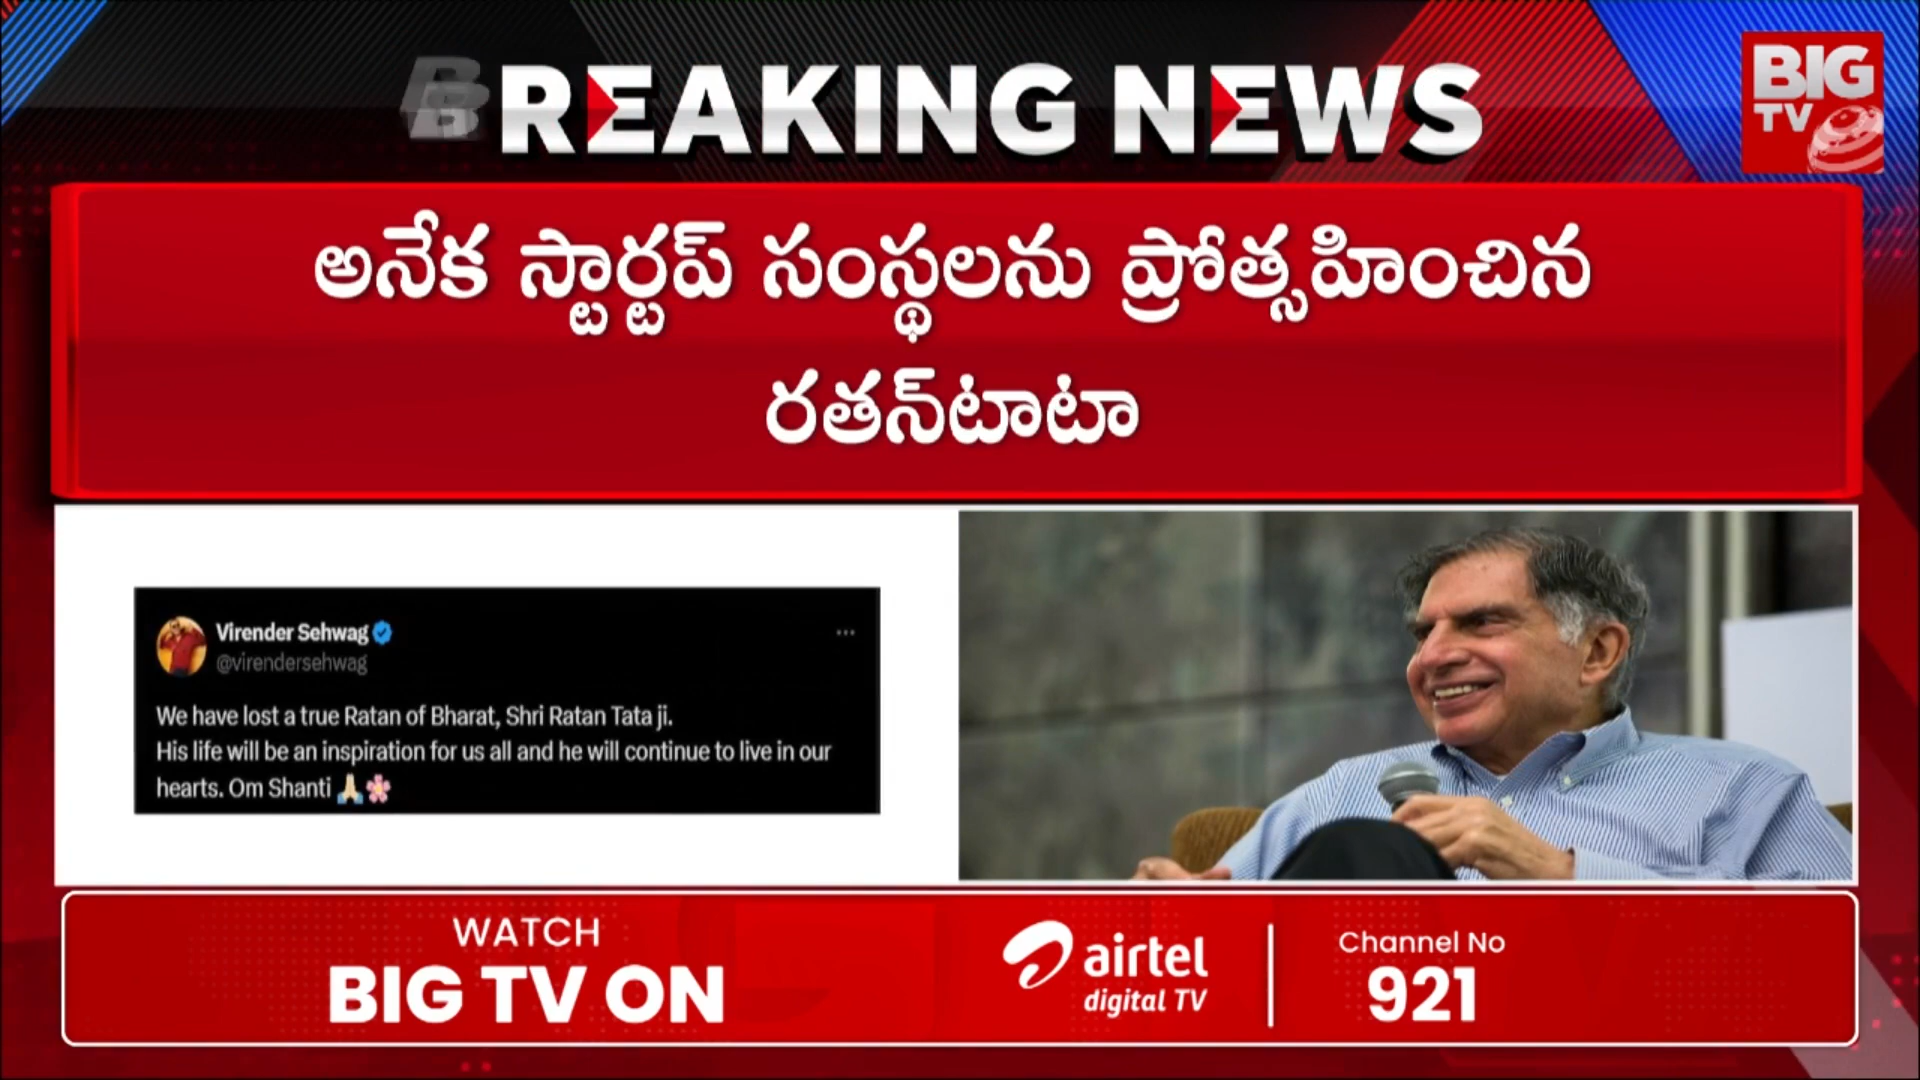 BREAKING NEWS
BIG
TV
అనేక స్టార్టప్ సంస్థలను ప్రోత్సహించిన
రతన్‌టాటా
Virender Sehwag
@virendersehwag
We have lost a true Ratan of Bharat, Shri Ratan Tata ji.
His life will be an inspiration for us all and he will continue to live in our
hearts. Om Shanti 🙏🏻🌸
WATCH
BIG TV ON
airtel
digital TV
Channel No
921